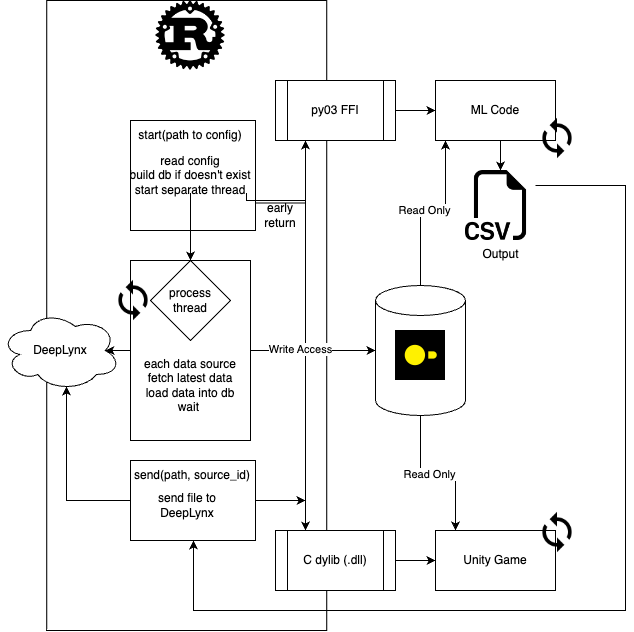 R
py03 FFI
ML Code
start(path to config)
read config
build db if doesn't exist
start separate thread
early
return
Read Only
CSV
Output
process
thread
DeepLynx
Write Access
each data source
fetch latest data
load data into db
wait
send(path, source_id)
send file to
DeepLynx
Read Only
C dylib (.dll)
Unity Game